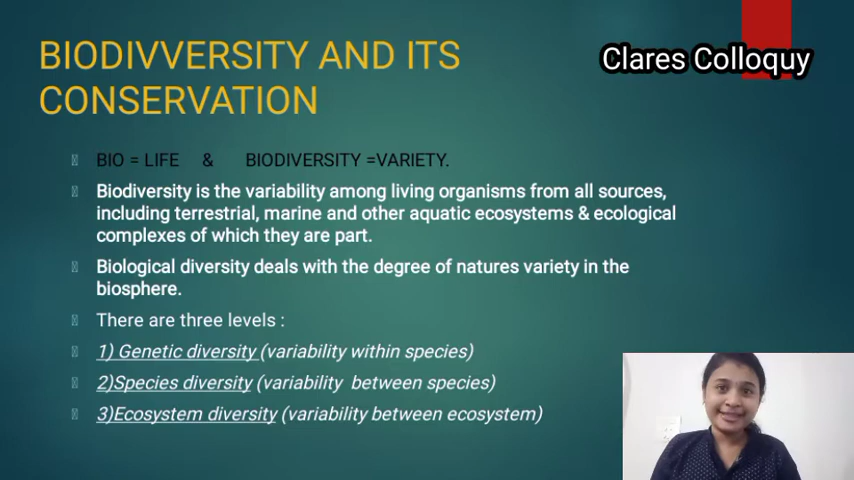 BIODIVVERSITY AND ITS
CONSERVATION
Clares Colloquy
BIO = LIFE & BIODIVERSITY =VARIETY.
Biodiversity is the variability among living organisms from all sources,
including terrestrial, marine and other aquatic ecosystems & ecological
complexes of which they are part.
Biological diversity deals with the degree of natures variety in the
biosphere.
There are three levels :
1) Genetic diversity (variability within species)
2)Species diversity (variability between species)
3)Ecosystem diversity (variability between ecosystem)